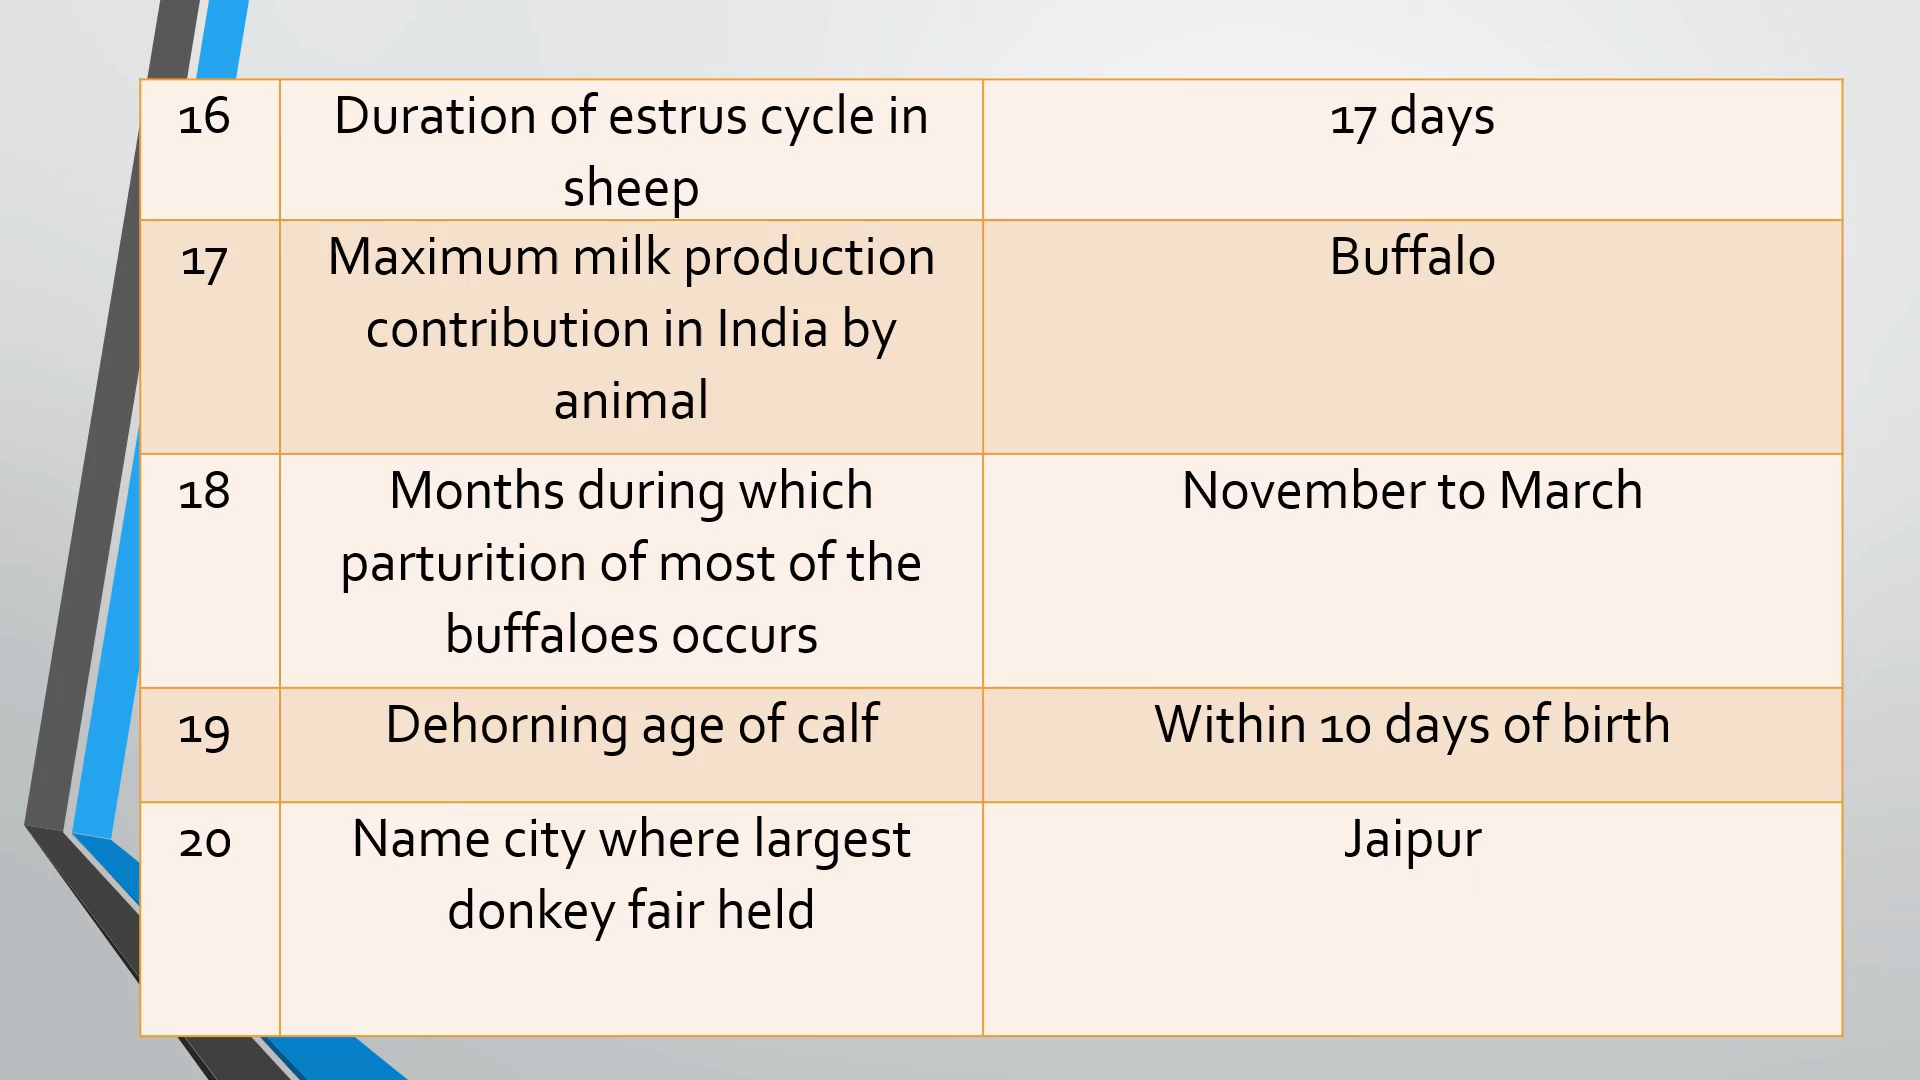 16
Duration of estrus cycle in
sheep
17 days
17
Maximum milk production
contribution in India by
animal
Buffalo
18
Months during which
parturition of most of the
buffaloes occurs
November to March
19
Dehorning age of calf
Within 10 days of birth
20
Name city where largest
donkey fair held
Jaipur